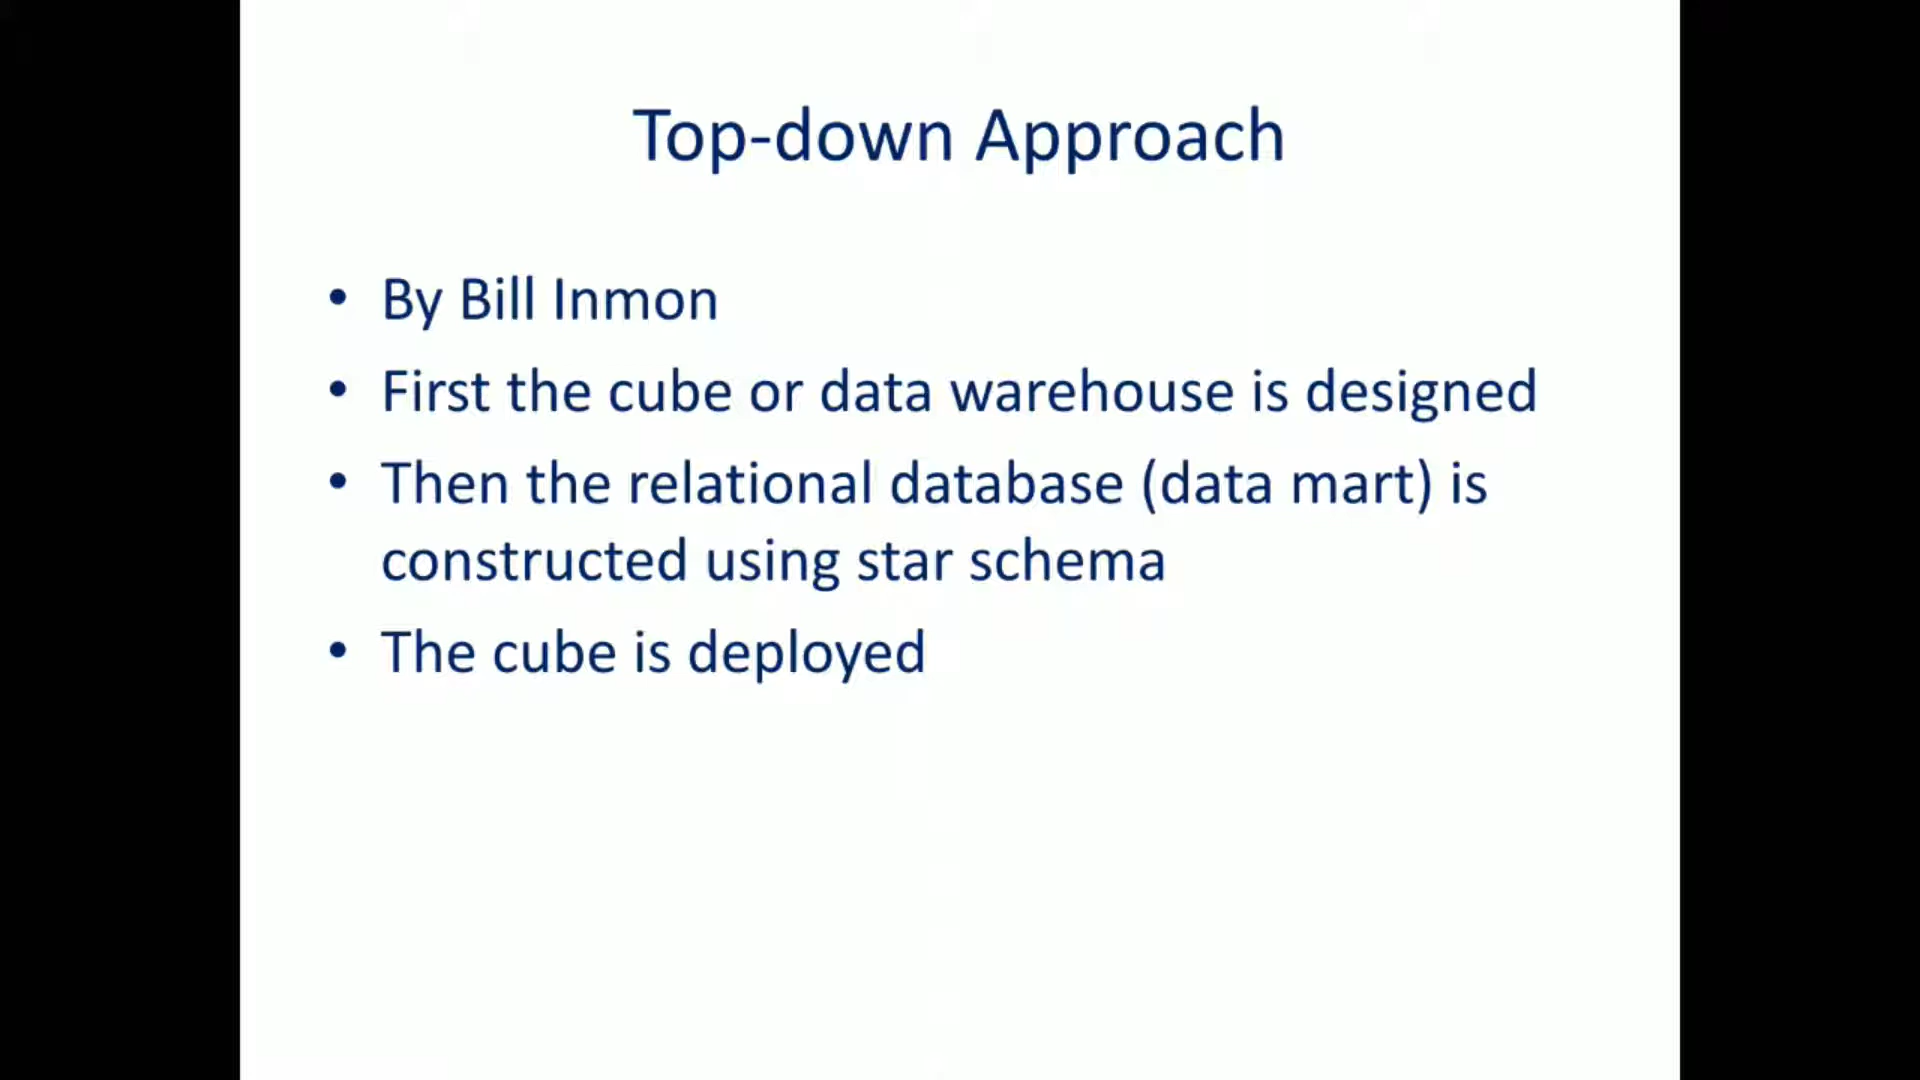 Top-down Approach
• By Bill Inmon
• First the cube or data warehouse is designed
• Then the relational database (data mart) is
constructed using star schema
• The cube is deployed